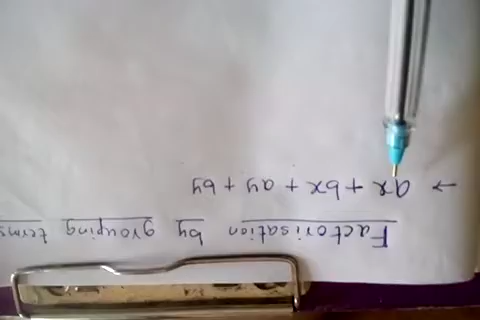 Factorisation by grouping terms
→ ax + bx + ay + by